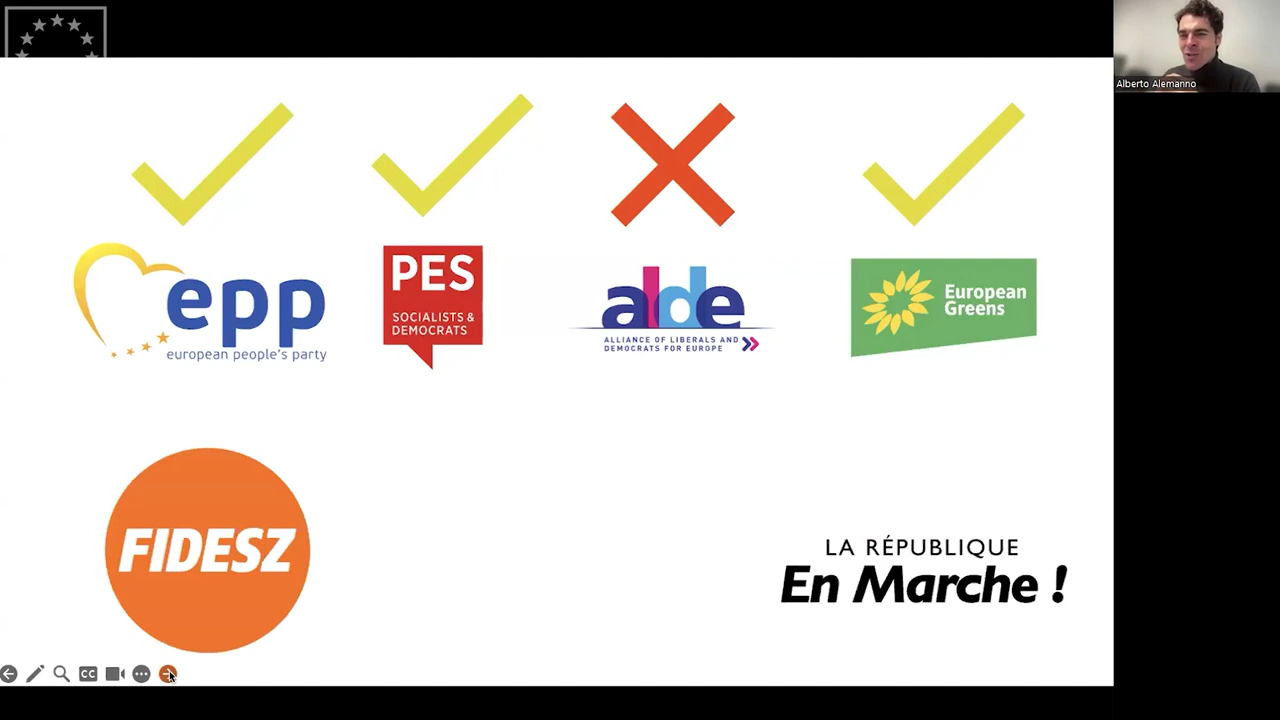 Alberto Alemanno
epp
european people's party
PES
SOCIALISTS &
DEMOCRATS
alde
ALLIANCE OF LIBERALS AND
DEMOCRATS FOR EUROPE
European
Greens
FIDESZ
LA RÉPUBLIQUE
En Marche !
CC